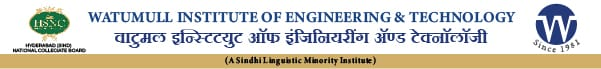 WATUMULL INSTITUTE OF ENGINEERING & TECHNOLOGY
वाटुमल इन्स्टिट्युट ऑफ इंजिनियरींग अॅण्ड टेक्नॉलॉजी
HSNC
HYDERABAD (SIND)
NATIONAL COLLEGIATE BOARD
W
Since 1981
(A Sindhi Linguistic Minority Institute)